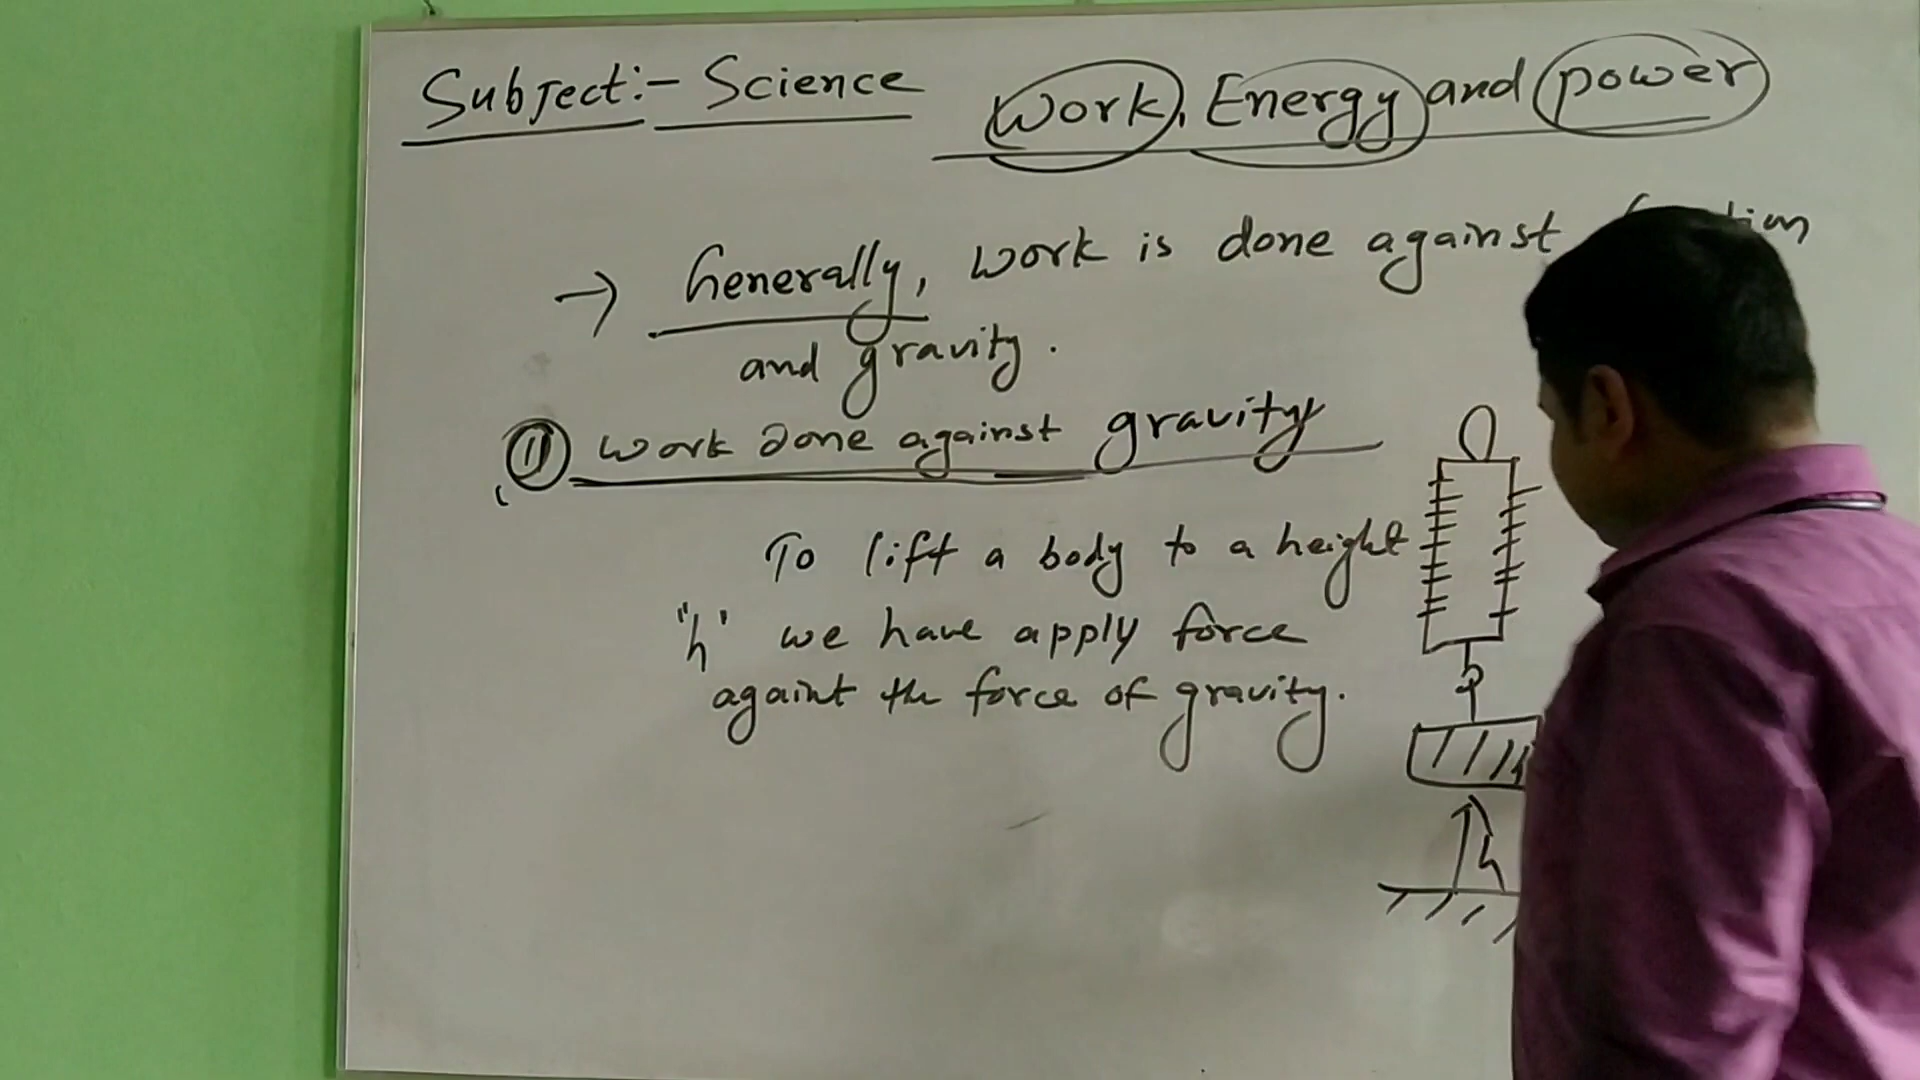 Subject:- Science
Work, Energy and power
→ Generally, work is done against
and gravity.
(ii) work done against gravity
To lift a body to a height
"h" we have apply force
againt the force of gravity.
h